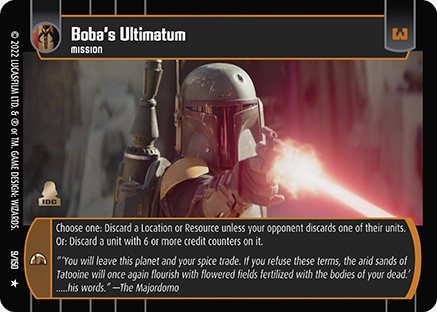 Boba's Ultimatum
MISSION
© 2022 LUCASFILM LTD. & ® or TM. GAME DESIGN: WIZARDS.
IDC
Choose one: Discard a Location or Resource unless your opponent discards one of their units.
Or: Discard a unit with 6 or more credit counters on it.
"'You will leave this planet and your spice trade. If you refuse these terms, the arid sands of
Tatooine will once again flourish with flowered fields fertilized with the bodies of your dead.'
.....his words." —The Majordomo
9/150